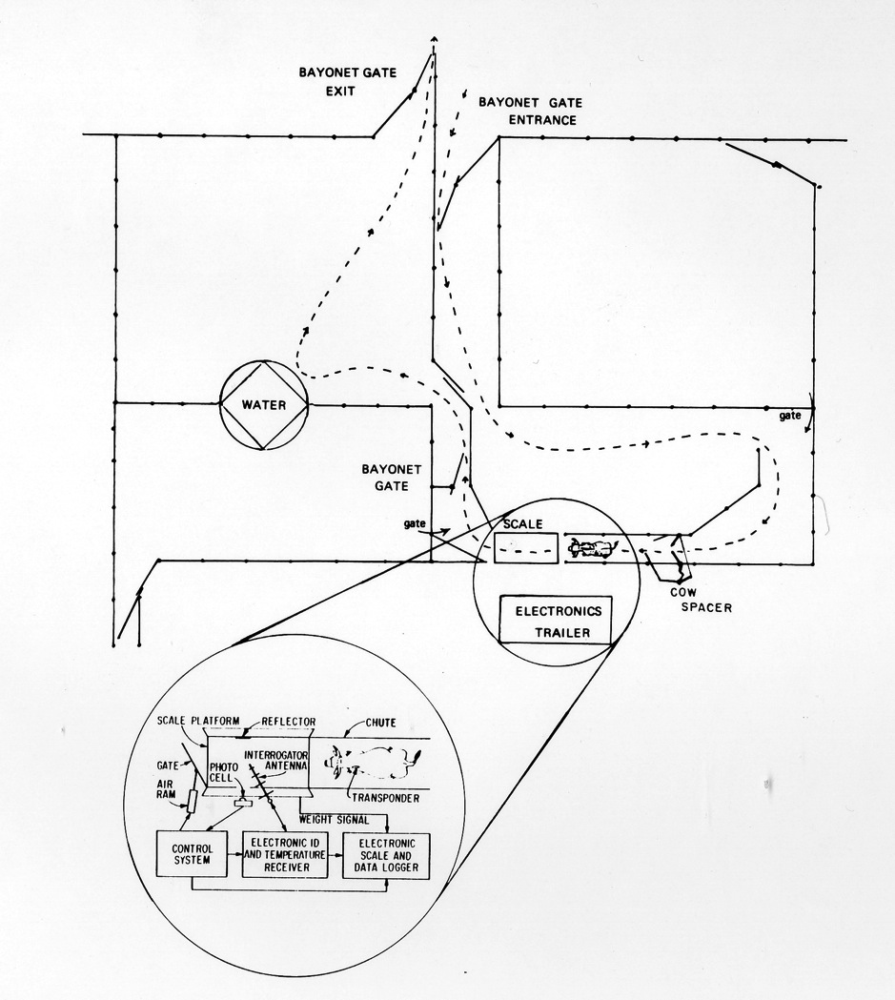 BAYONET GATE
EXIT
BAYONET GATE
ENTRANCE
WATER
gate
BAYONET
GATE
gate
SCALE
COW
SPACER
ELECTRONICS
TRAILER
SCALE PLATFORM
REFLECTOR
CHUTE
INTERROGATOR
ANTENNA
GATE
PHOTO
CELL
AIR
RAM
TRANSPONDER
WEIGHT SIGNAL
CONTROL
SYSTEM
ELECTRONIC ID
AND TEMPERATURE
RECEIVER
ELECTRONIC
SCALE AND
DATA LOGGER